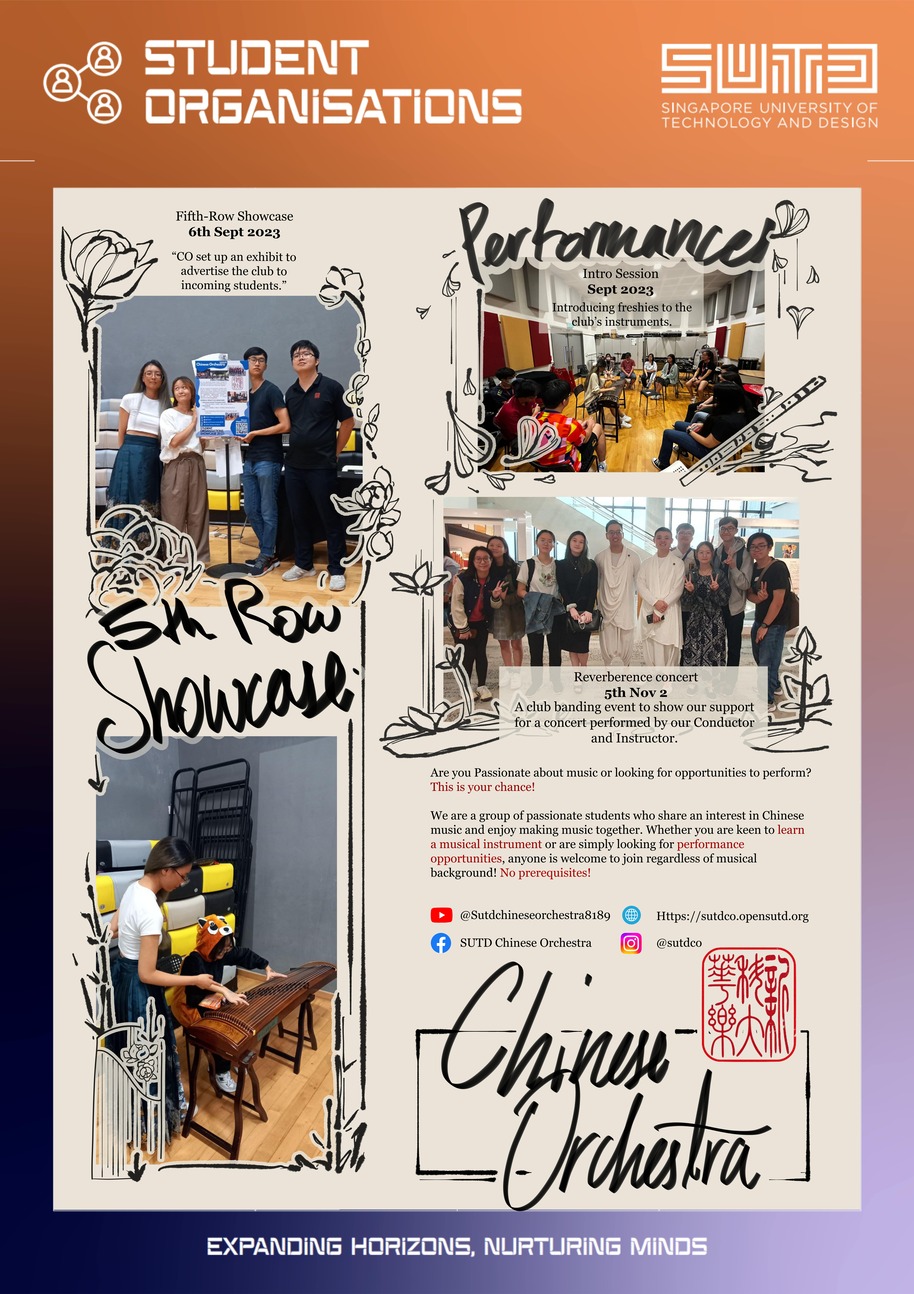 STUDENT
ORGANISATIONS
SUTD
SINGAPORE UNIVERSITY OF
TECHNOLOGY AND DESIGN
Fifth-Row Showcase
6th Sept 2023
“CO set up an exhibit to
advertise the club to
incoming students.”
Chinese Orchestra
5th Row
Showcase
Performances
Intro Session
Sept 2023
Introducing freshies to the
club's instruments.
Reverberence concert
5th Nov 2
A club banding event to show our support
for a concert performed by our Conductor
and Instructor.
Are you Passionate about music or looking for opportunities to perform?
This is your chance!
We are a group of passionate students who share an interest in Chinese
music and enjoy making music together. Whether you are keen to learn
a musical instrument or are simply looking for performance
opportunities, anyone is welcome to join regardless of musical
background! No prerequisites!
@Sutdchineseorchestra8189
Https://sutdco.opensutd.org
SUTD Chinese Orchestra
@sutdco
新科大華樂
Chinese
Orchestra
EXPANDING HORIZONS, NURTURING MINDS